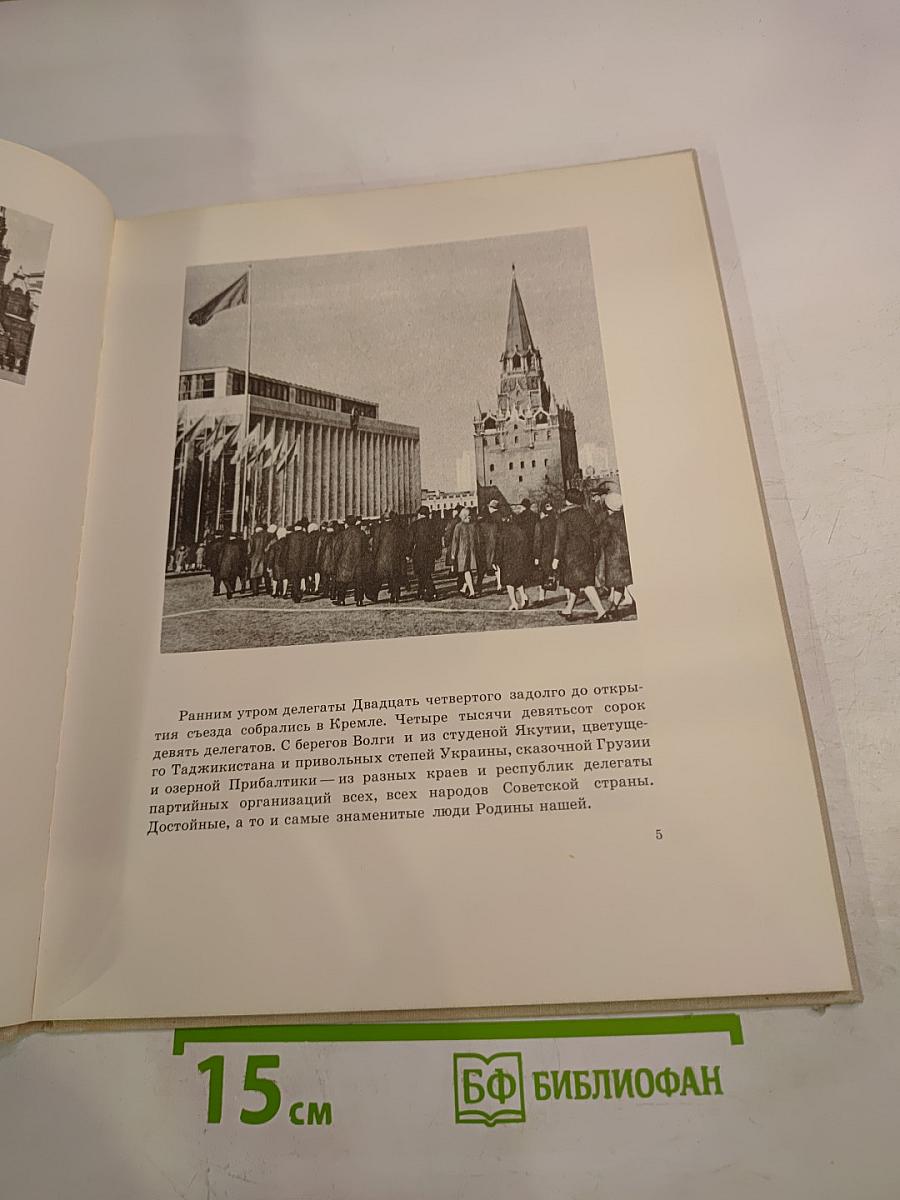 Ранним утром делегаты Двадцать четвертого задолго до откры-
тия съезда собрались в Кремле. Четыре тысячи девятьсот сорок
девять делегатов. С берегов Волги и из студеной Якутии, цветуще-
го Таджикистана и привольных степей Украины, сказочной Грузии
и озерной Прибалтики — из разных краев и республик делегаты
партийных организаций всех, всех народов Советской страны.
Достойные, а то и самые знаменитые люди Родины нашей.
5
15 см
БФ БИБЛИОФАН